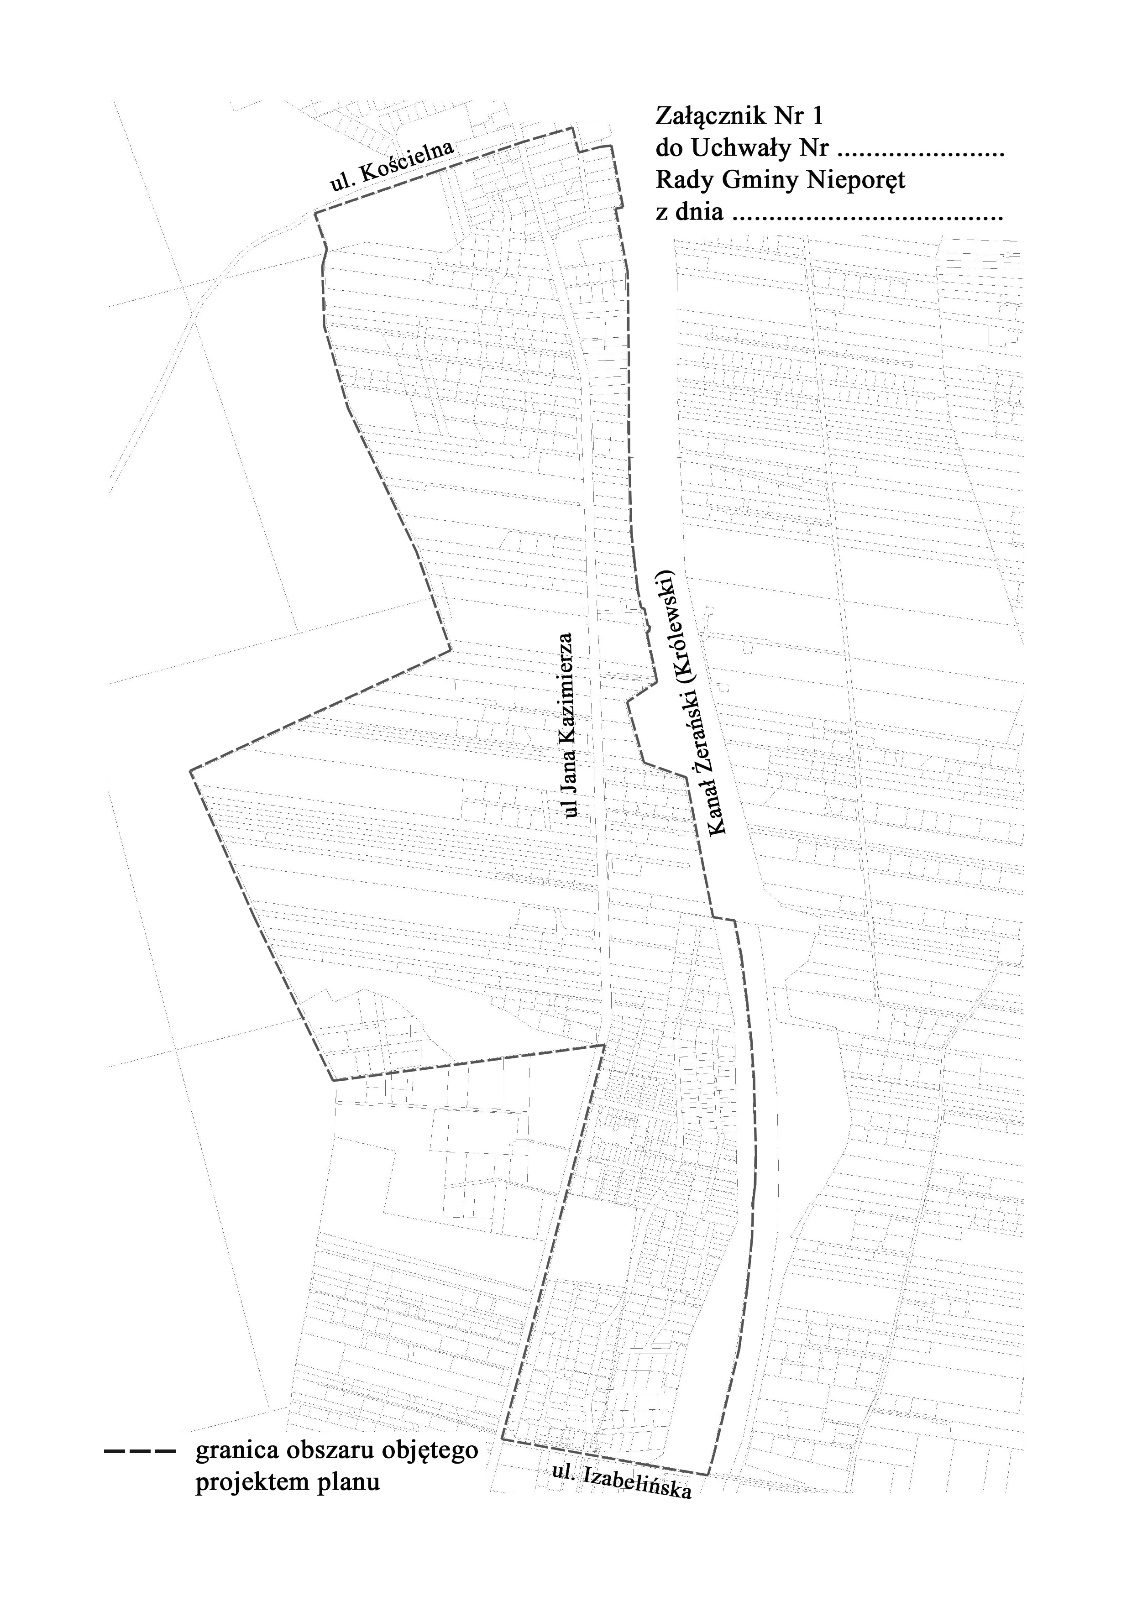 Załącznik Nr 1
do Uchwały Nr .......................
Rady Gminy Nieporęt
z dnia .....................................
ul. Kościelna
Kanał Żerański (Królewski)
ul Jana Kazimierza
granica obszaru objętego
projektem planu
ul. Izabelińska